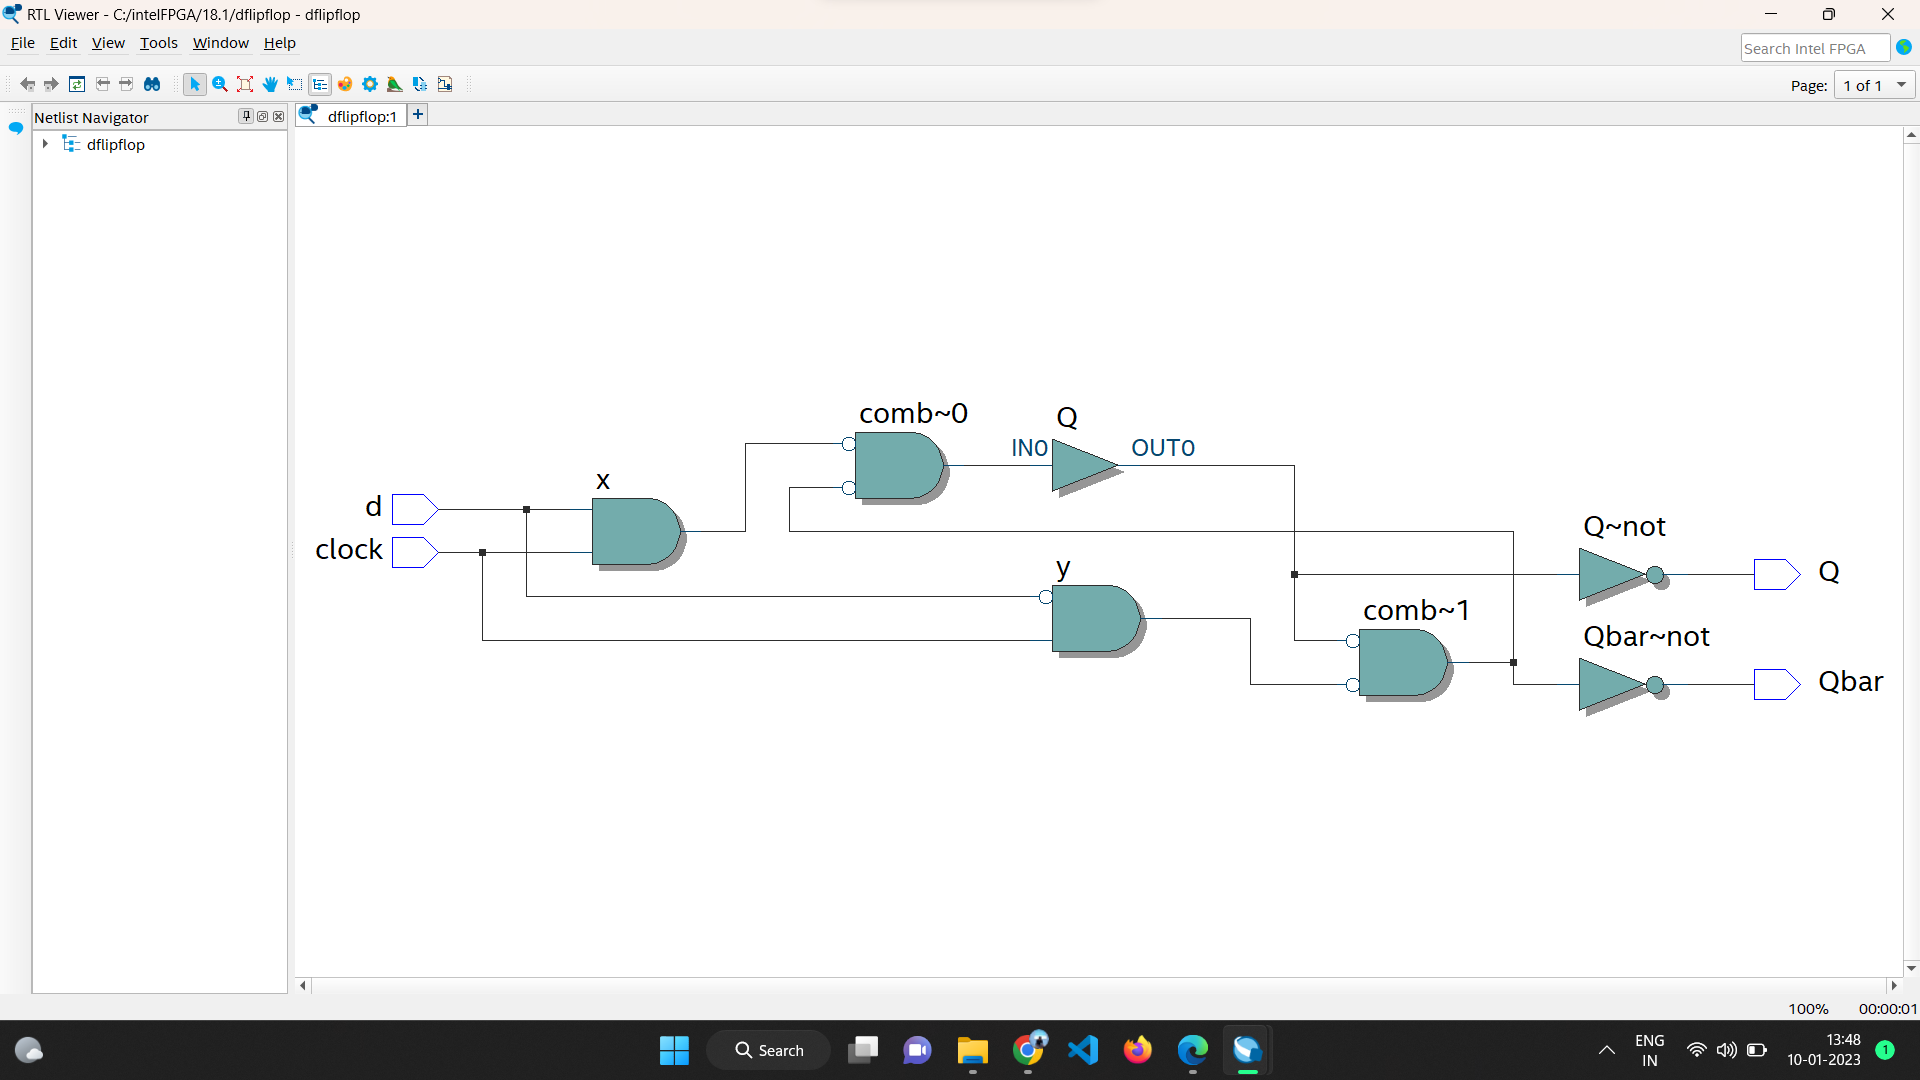 RTL Viewer - C:/intelFPGA/18.1/dflipflop - dflipflop
File Edit View Tools Window Help
Search Intel FPGA
Page: 1 of 1
Netlist Navigator
dflipflop:1 +
dflipflop
comb~0
Q
IN0 OUT0
x
d
clock
Q~not
Q
y
comb~1
Qbar~not
Qbar
100% 00:00:01
Search
ENG
IN
13:48
10-01-2023
1